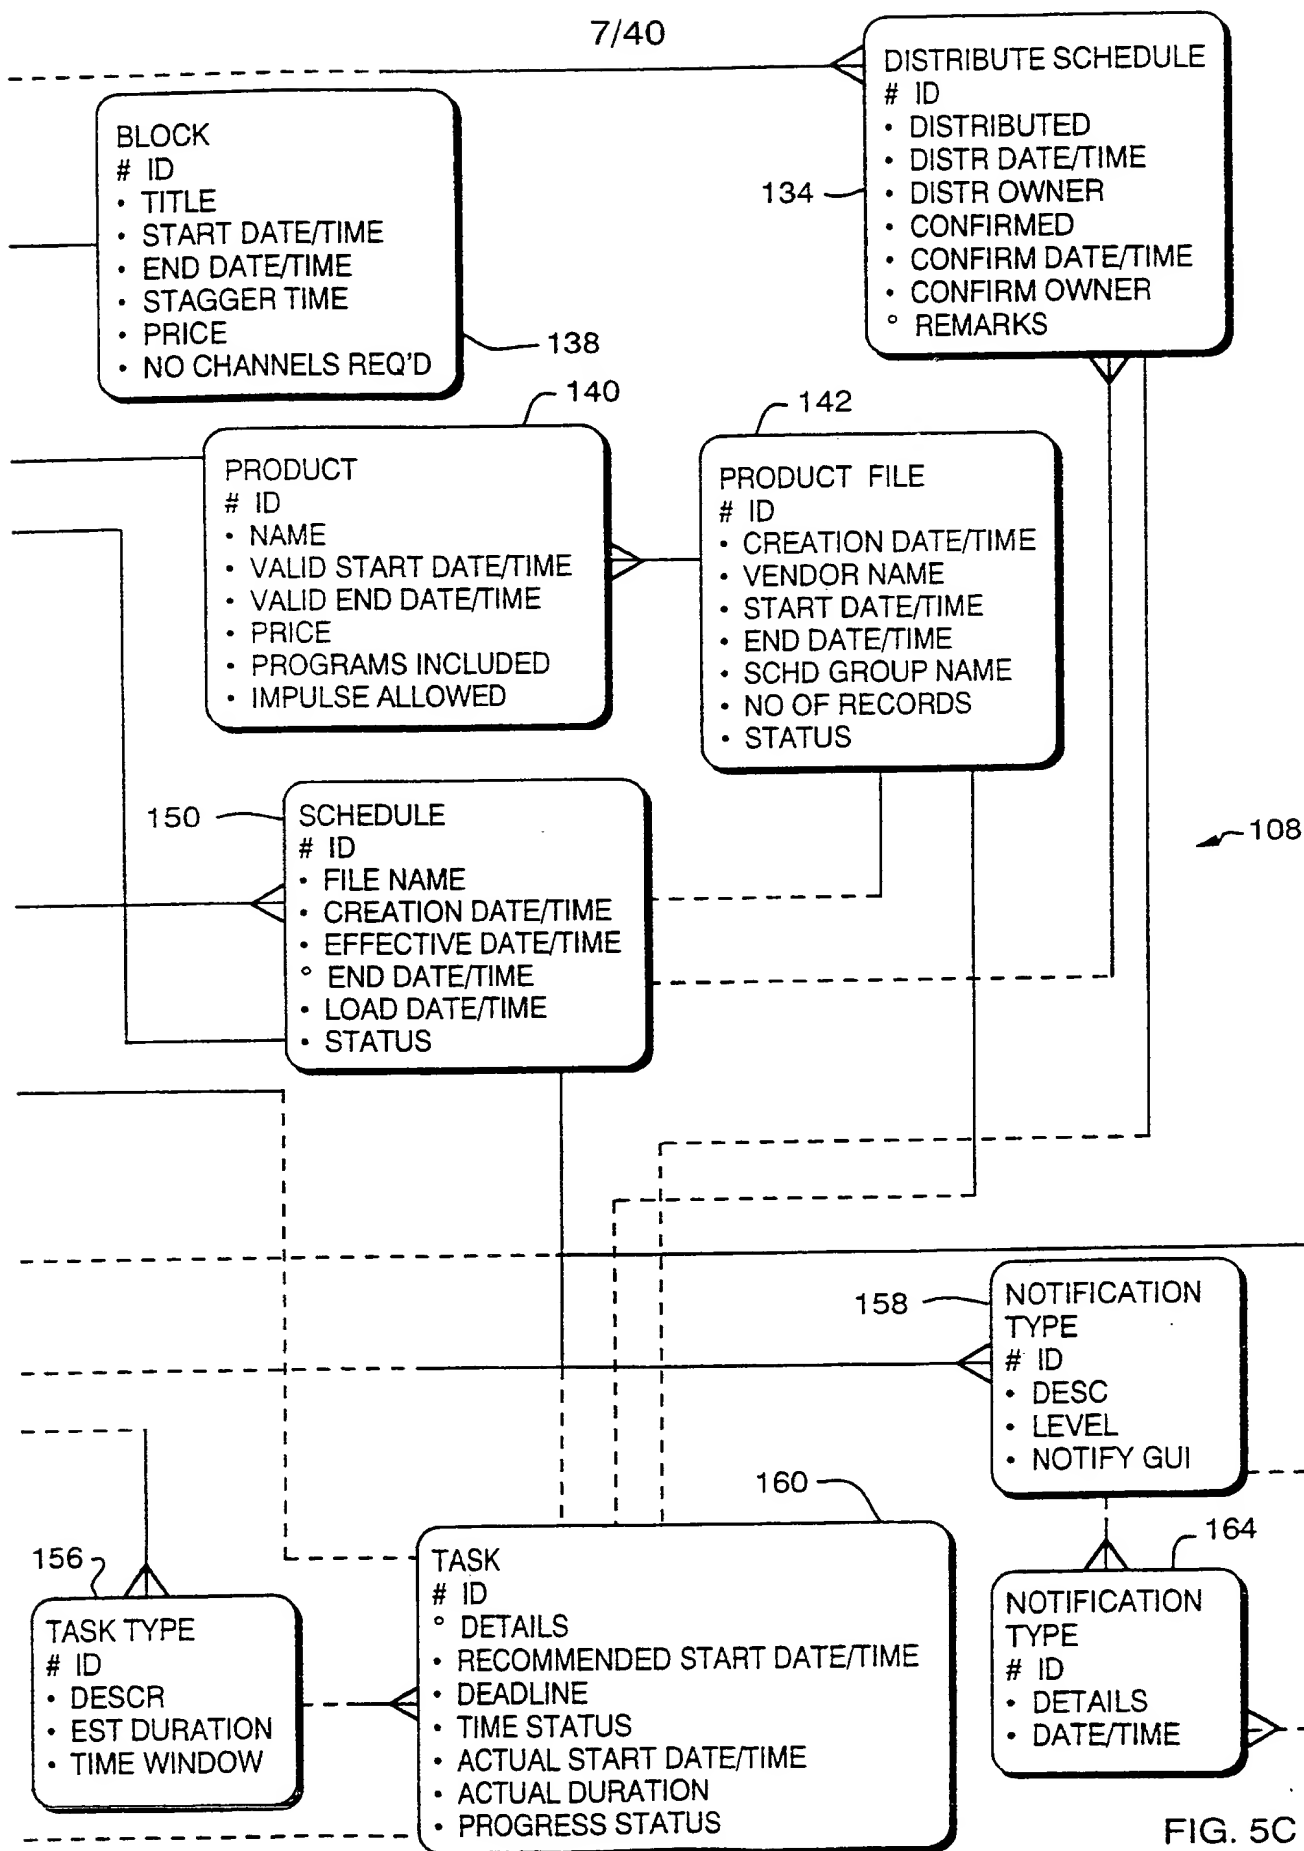 7/40
DISTRIBUTE SCHEDULE
# ID
• DISTRIBUTED
• DISTR DATE/TIME
• DISTR OWNER
• CONFIRMED
• CONFIRM DATE/TIME
• CONFIRM OWNER
° REMARKS
134
BLOCK
# ID
• TITLE
• START DATE/TIME
• END DATE/TIME
• STAGGER TIME
• PRICE
• NO CHANNELS REQ'D
138
140
PRODUCT
# ID
• NAME
• VALID START DATE/TIME
• VALID END DATE/TIME
• PRICE
• PROGRAMS INCLUDED
• IMPULSE ALLOWED
142
PRODUCT FILE
# ID
• CREATION DATE/TIME
• VENDOR NAME
• START DATE/TIME
• END DATE/TIME
• SCHD GROUP NAME
• NO OF RECORDS
• STATUS
150
SCHEDULE
# ID
• FILE NAME
• CREATION DATE/TIME
• EFFECTIVE DATE/TIME
° END DATE/TIME
• LOAD DATE/TIME
• STATUS
108
158
NOTIFICATION
TYPE
# ID
• DESC
• LEVEL
• NOTIFY GUI
156
TASK TYPE
# ID
• DESCR
• EST DURATION
• TIME WINDOW
160
TASK
# ID
° DETAILS
• RECOMMENDED START DATE/TIME
• DEADLINE
• TIME STATUS
• ACTUAL START DATE/TIME
• ACTUAL DURATION
• PROGRESS STATUS
164
NOTIFICATION
TYPE
# ID
• DETAILS
• DATE/TIME
FIG. 5C